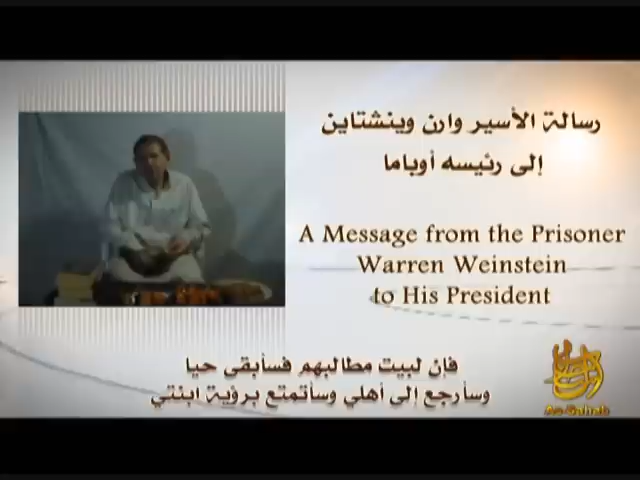 رسالة الأسير وارن وينشتاين
إلى رئيسه أوباما
A Message from the Prisoner
Warren Weinstein
to His President
فإن لبيت مطالبهم فسأبقى حيا
وسأرجع إلى أهلي وسأتمتع برؤية ابنتي
As-Sahab